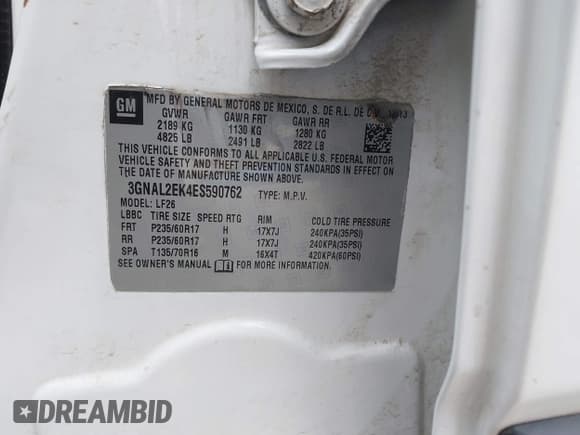 GM MFD BY GENERAL MOTORS DE MEXICO, S. DE R.L. DE C
GVWR GAWR FRT GAWR RR
2189 KG 1130 KG 1280 KG
4825 LB 2491 LB 2822 LB
THIS VEHICLE CONFORMS TO ALL APPLICABLE U.S. FEDERAL MOTOR
VEHICLE SAFETY AND THEFT PREVENTION STANDARDS IN EFFECT ON
THE DATE OF MANUFACTURE SHOWN ABOVE.
3GNAL2EK4ES590762 TYPE: M.P.V.
MODEL: LF26
LBBC TIRE SIZE SPEED RTG RIM COLD TIRE PRESSURE
FRT P235/60R17 H 17X7J 240KPA(35PSI)
RR P235/60R17 H 17X7J 240KPA(35PSI)
SPA T135/70R16 M 16X4T 420KPA(60PSI)
SEE OWNER'S MANUAL FOR MORE INFORMATION.
DREAMBID